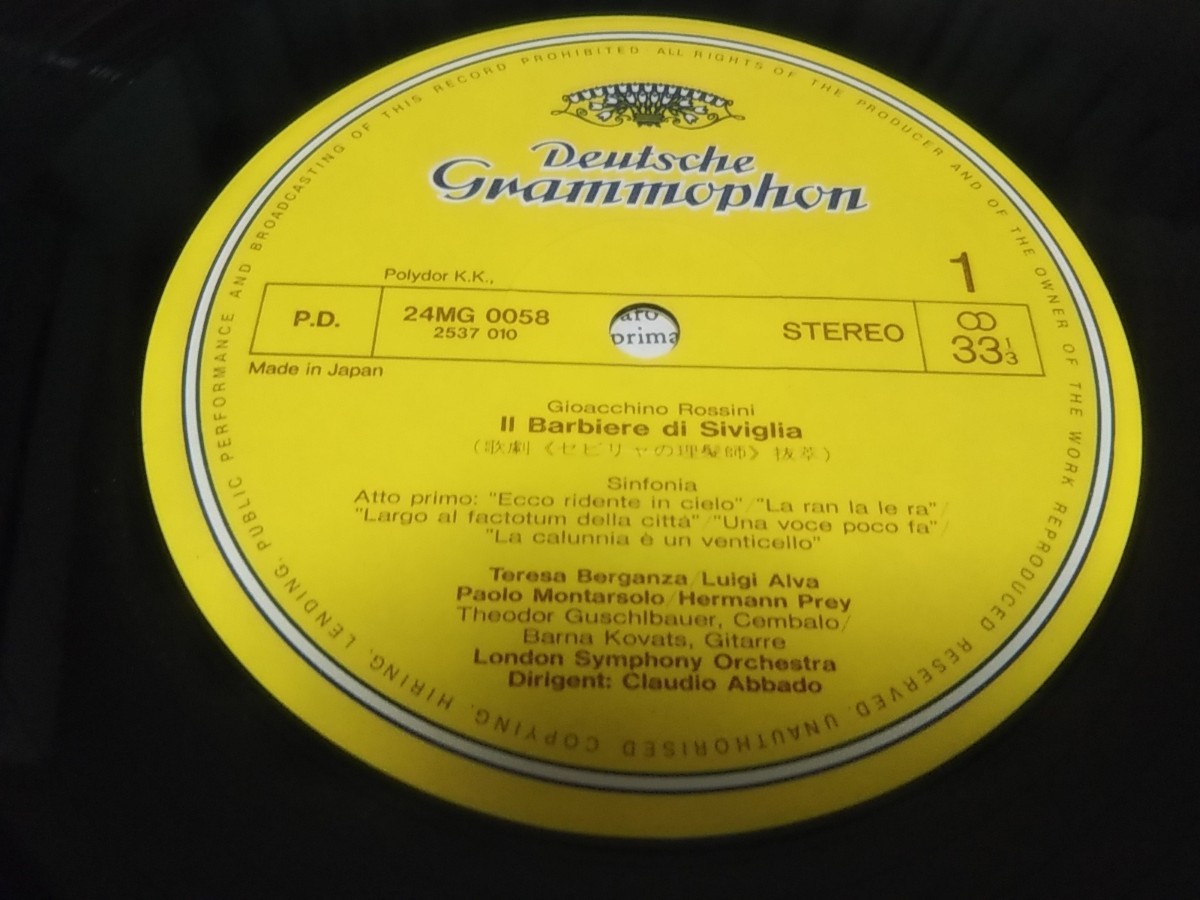 ALL RIGHTS OF THE PRODUCER AND OF THE OWNER OF THE WORK REPRODUCED RESERVED. UNAUTHORISED COPYING, HIRING, LENDING, PUBLIC PERFORMANCE AND BROADCASTING OF THIS RECORD PROHIBITED
Deutsche
Grammophon
1
Polydor K.K.,
P.D.
24MG 0058
2537 010
STEREO
33 1/3
prima
Made in Japan
Gioacchino Rossini
Il Barbiere di Siviglia
(歌劇《セビリャの理髪師》抜萃)
Sinfonia
Atto primo: "Ecco ridente in cielo"/"La ran la le ra"/
"Largo al factotum della città"/"Una voce poco fa"/
"La calunnia è un venticello"
Teresa Berganza/Luigi Alva
Paolo Montarsolo/Hermann Prey
Theodor Guschlbauer, Cembalo/
Barna Kovats, Gitarre
London Symphony Orchestra
Dirigent: Claudio Abbado